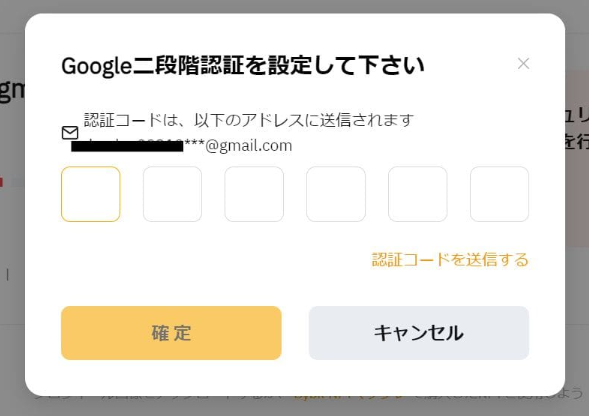 Google二段階認証を設定して下さい
認証コードは、以下のアドレスに送信されます
***@gmail.com
認証コードを送信する
確 定
キャンセル